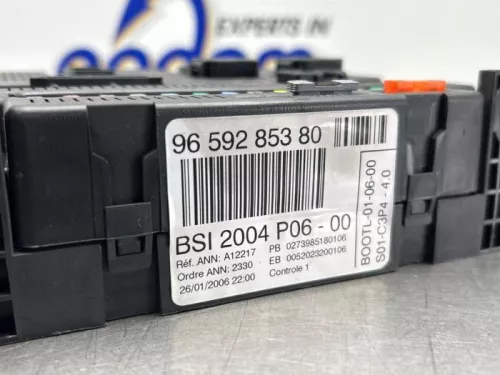 EXPERTS IN
96 592 853 80
BSI 2004 P06 - 00
Réf. ANN: A12217 PB 0273985180106
Ordre ANN: 2330 EB 0052023200106
26/01/2006 22:00 Controle 1
BOOTL-01-06-00
S01-C3P4 - 4.0